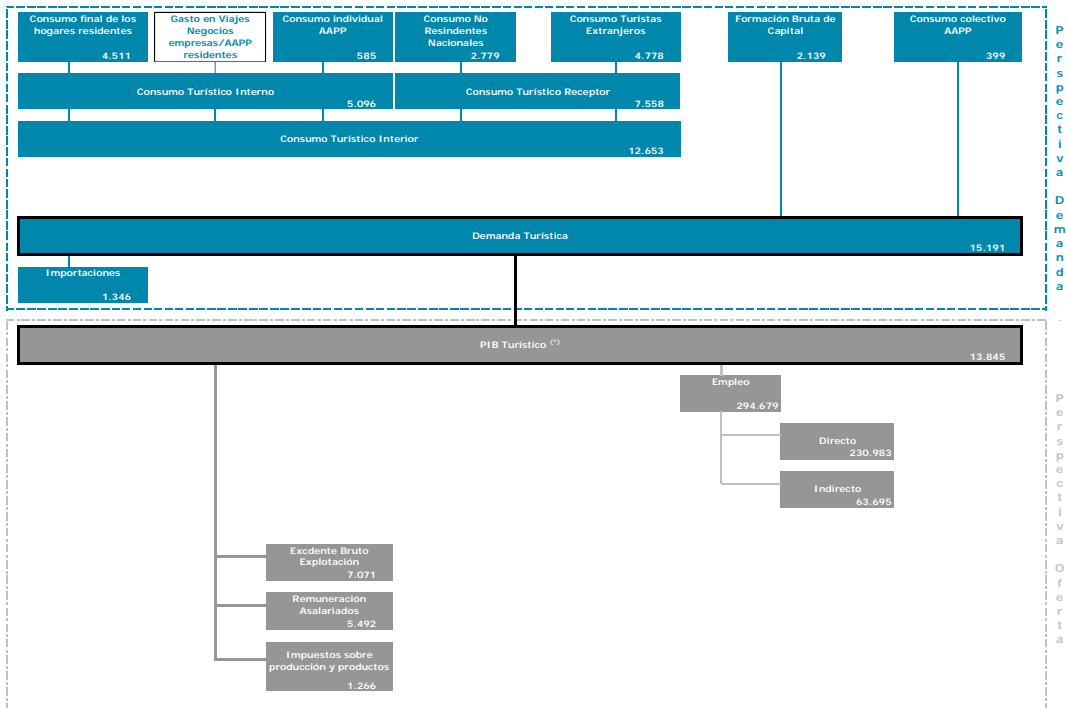 Consumo final de los
hogares residentes
4.511
Gasto en Viajes
Negocios
empresas/AAPP
residentes
Consumo individual
AAPP
585
Consumo No
Resindentes
Nacionales
2.779
Consumo Turistas
Extranjeros
4.778
Formación Bruta de
Capital
2.139
Consumo colectivo
AAPP
399
Consumo Turístico Interno
5.096
Consumo Turístico Receptor
7.558
Consumo Turístico Interior
12.653
Demanda Turística
15.191
Importaciones
1.346
Perspectiva Demanda
PIB Turístico (*)
13.845
Empleo
294.679
Directo
230.983
Indirecto
63.695
Excdente Bruto
Explotación
7.071
Remuneración
Asalariados
5.492
Impuestos sobre
producción y productos
1.266
Perspectiva Oferta